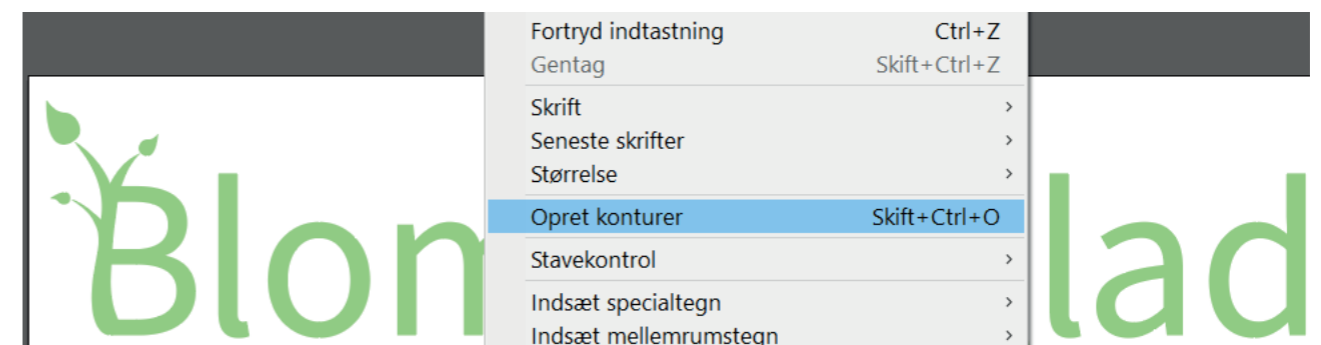 Fortryd indtastning Ctrl+Z
Gentag Skift+Ctrl+Z
Skrift
Seneste skrifter
Størrelse
Opret konturer Skift+Ctrl+O
Stavekontrol
Indsæt specialtegn
Indsæt mellemrumstegn
Blom lad